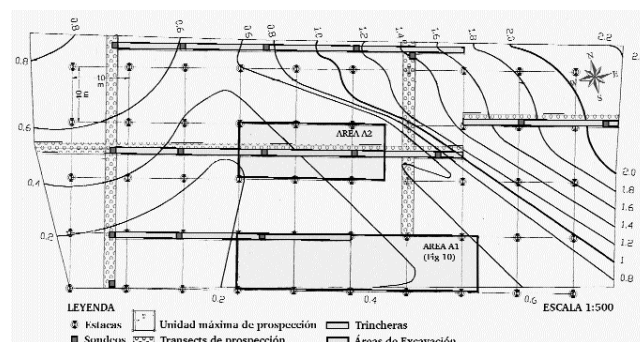 0.8 0.6 0.6 0.8 1.0 1.2 1.4 1.6 1.8 2.0 2.2
0.8
10 m
10 m
N
S
0.6
AREA A2
0.4
2.0
1.8
1.6
1.4
1.2
0.2
AREA A1
(Fig 10)
1
0.8
0.2 0.4 0.6
LEYENDA
ESCALA 1:500
Estacas
Unidad máxima de prospección
Trincheras
Sondeos
Transects de prospección
Áreas de Excavación